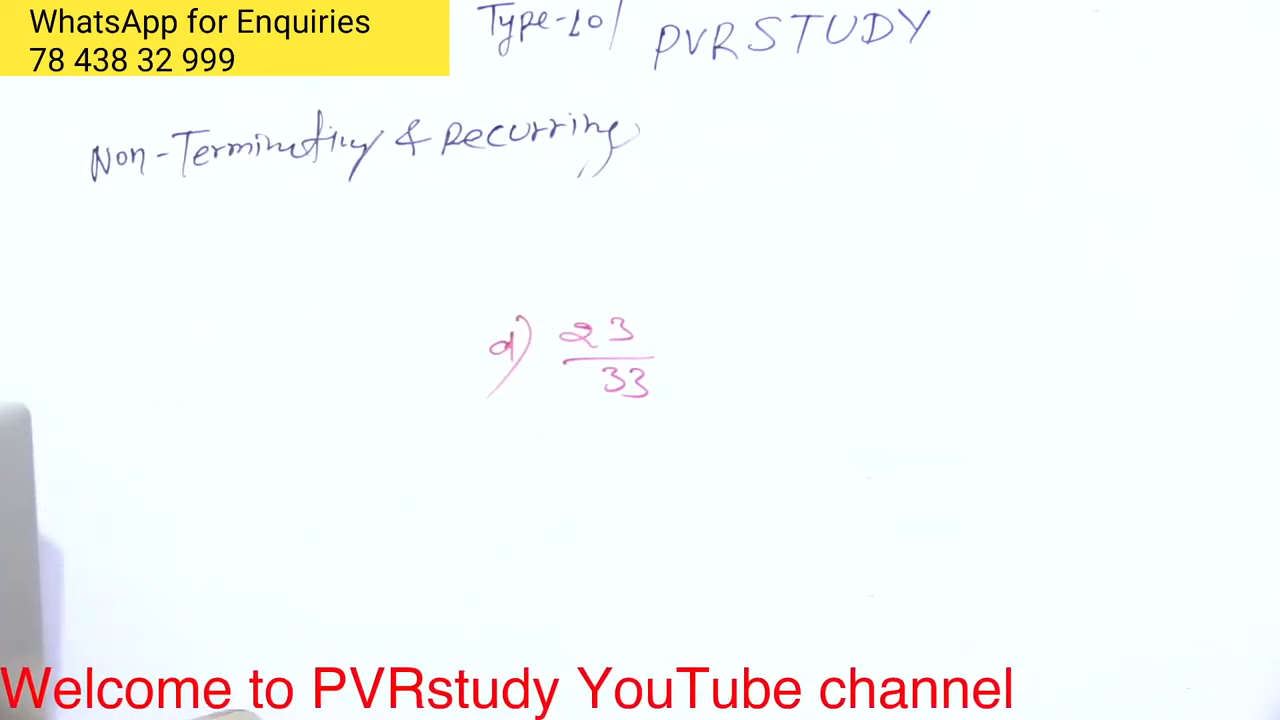 WhatsApp for Enquiries
78 438 32 999
Type-10/ PVRSTUDY
Non-Terminating & Recurring,,
d) 23
33
Welcome to PVRstudy YouTube channel